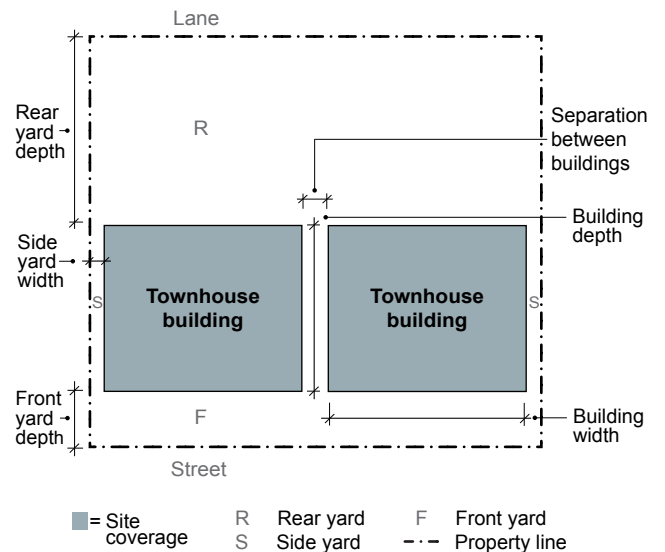 Lane
Rear
yard
depth
R
Separation
between
buildings
Side
yard
width
Building
depth
S
Townhouse
building
Townhouse
building
S
Front
yard
depth
F
Building
width
Street
= Site
coverage
R Rear yard
F Front yard
S Side yard
Property line